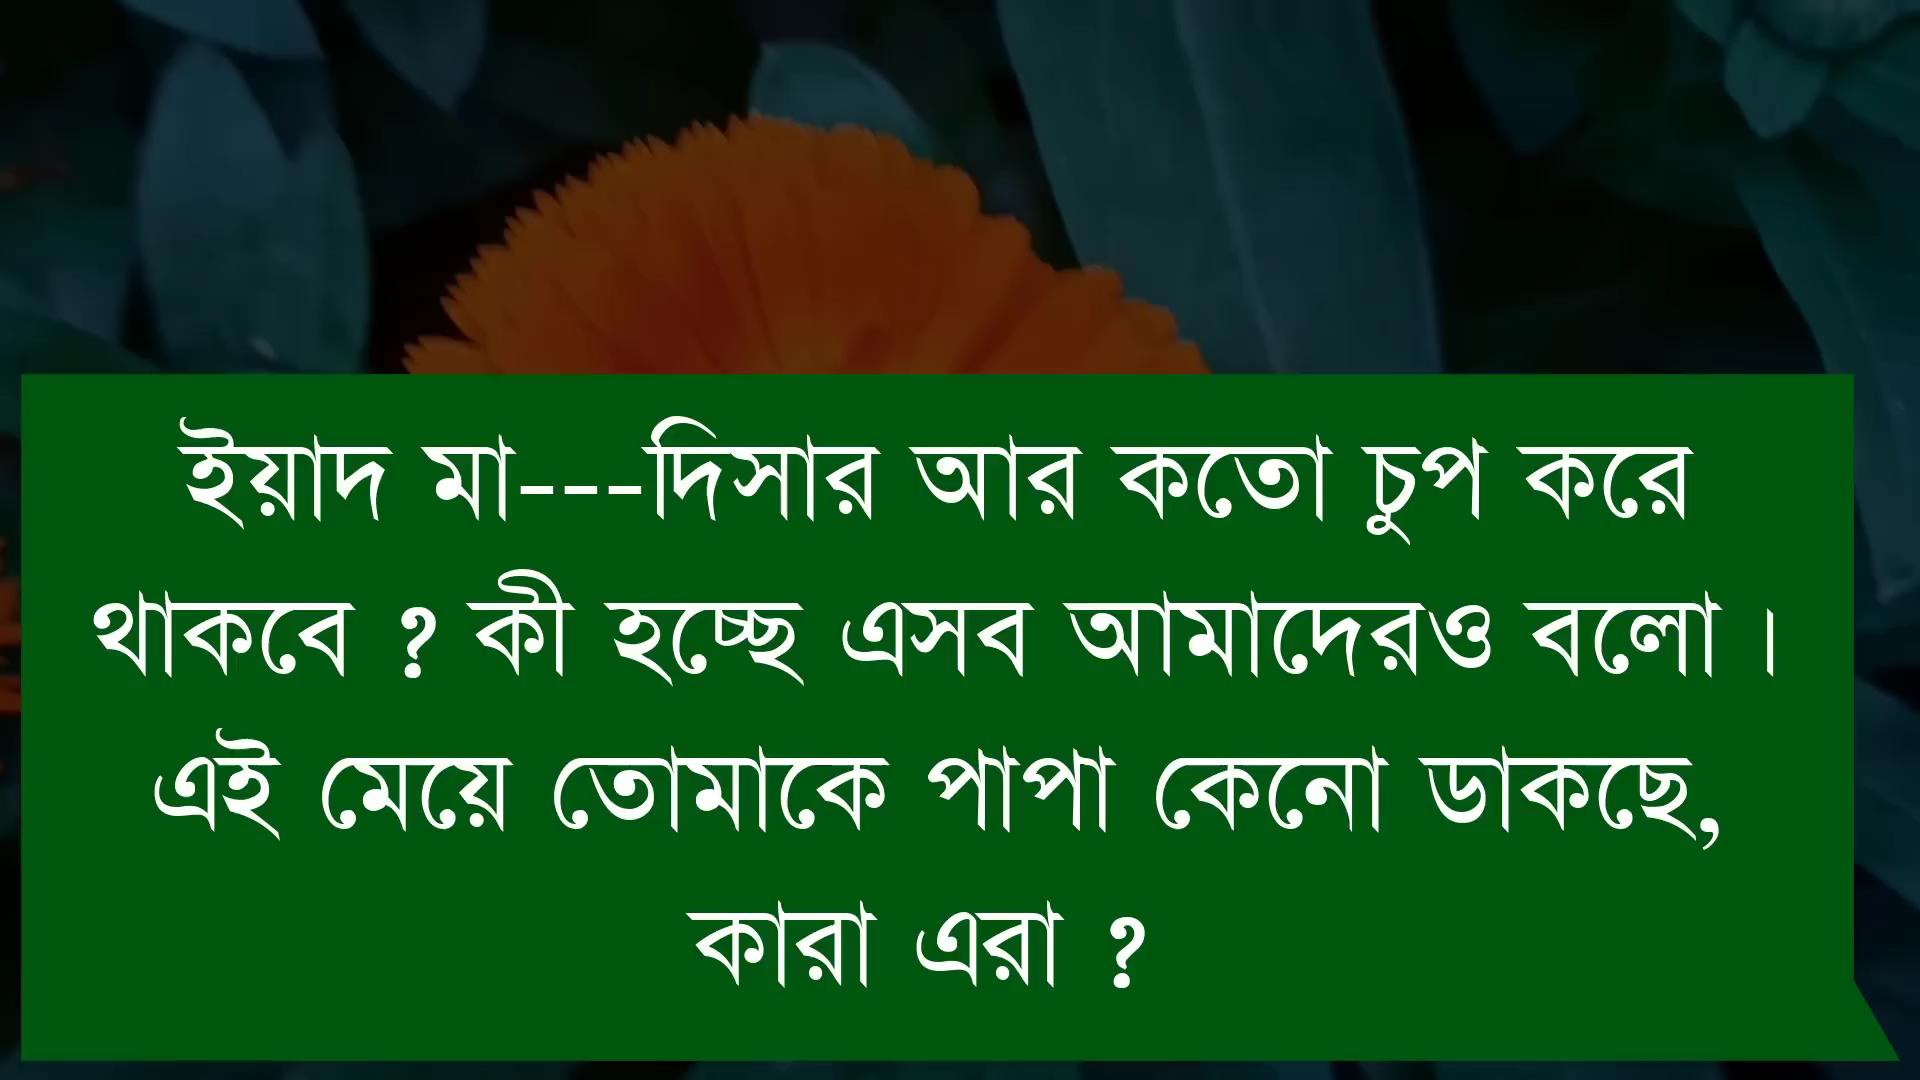 ইয়াদ মা---দিসার আর কতো চুপ করে
থাকবে ? কী হচ্ছে এসব আমাদেরও বলো ।
এই মেয়ে তোমাকে পাপা কেনো ডাকছে,
কারা এরা ?